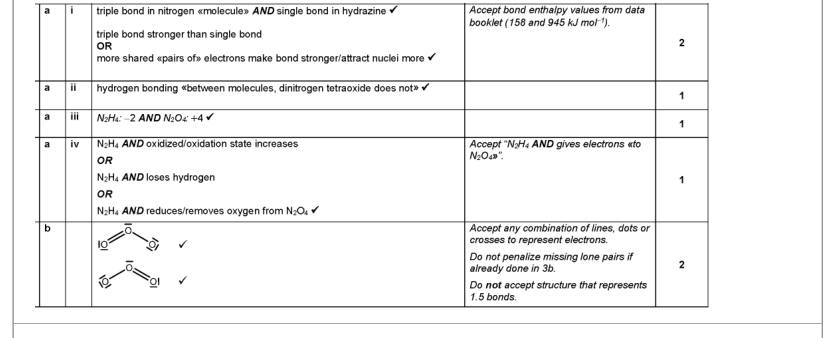 a i triple bond in nitrogen «molecule» AND single bond in hydrazine ✔ Accept bond enthalpy values from data
booklet (158 and 945 kJ mol⁻¹).
triple bond stronger than single bond
OR
more shared «pairs of» electrons make bond stronger/attract nuclei more ✔
2
a ii hydrogen bonding «between molecules, dinitrogen tetraoxide does not» ✔
1
a iii N₂H₄: –2 AND N₂O₄: +4 ✔
1
a iv N₂H₄ AND oxidized/oxidation state increases Accept "N₂H₄ AND gives electrons «to
OR N₂O₄»".
N₂H₄ AND loses hydrogen
OR
N₂H₄ AND reduces/removes oxygen from N₂O₄ ✔
1
b
O
O O ✔
O
O O ✔
Accept any combination of lines, dots or
crosses to represent electrons.
Do not penalize missing lone pairs if
already done in 3b.
Do not accept structure that represents
1.5 bonds.
2